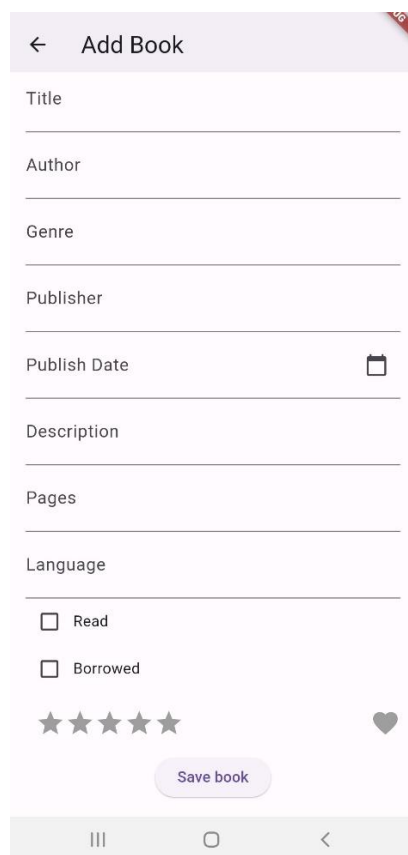 Add Book
Title
Author
Genre
Publisher
Publish Date
Description
Pages
Language
Read
Borrowed
Save book